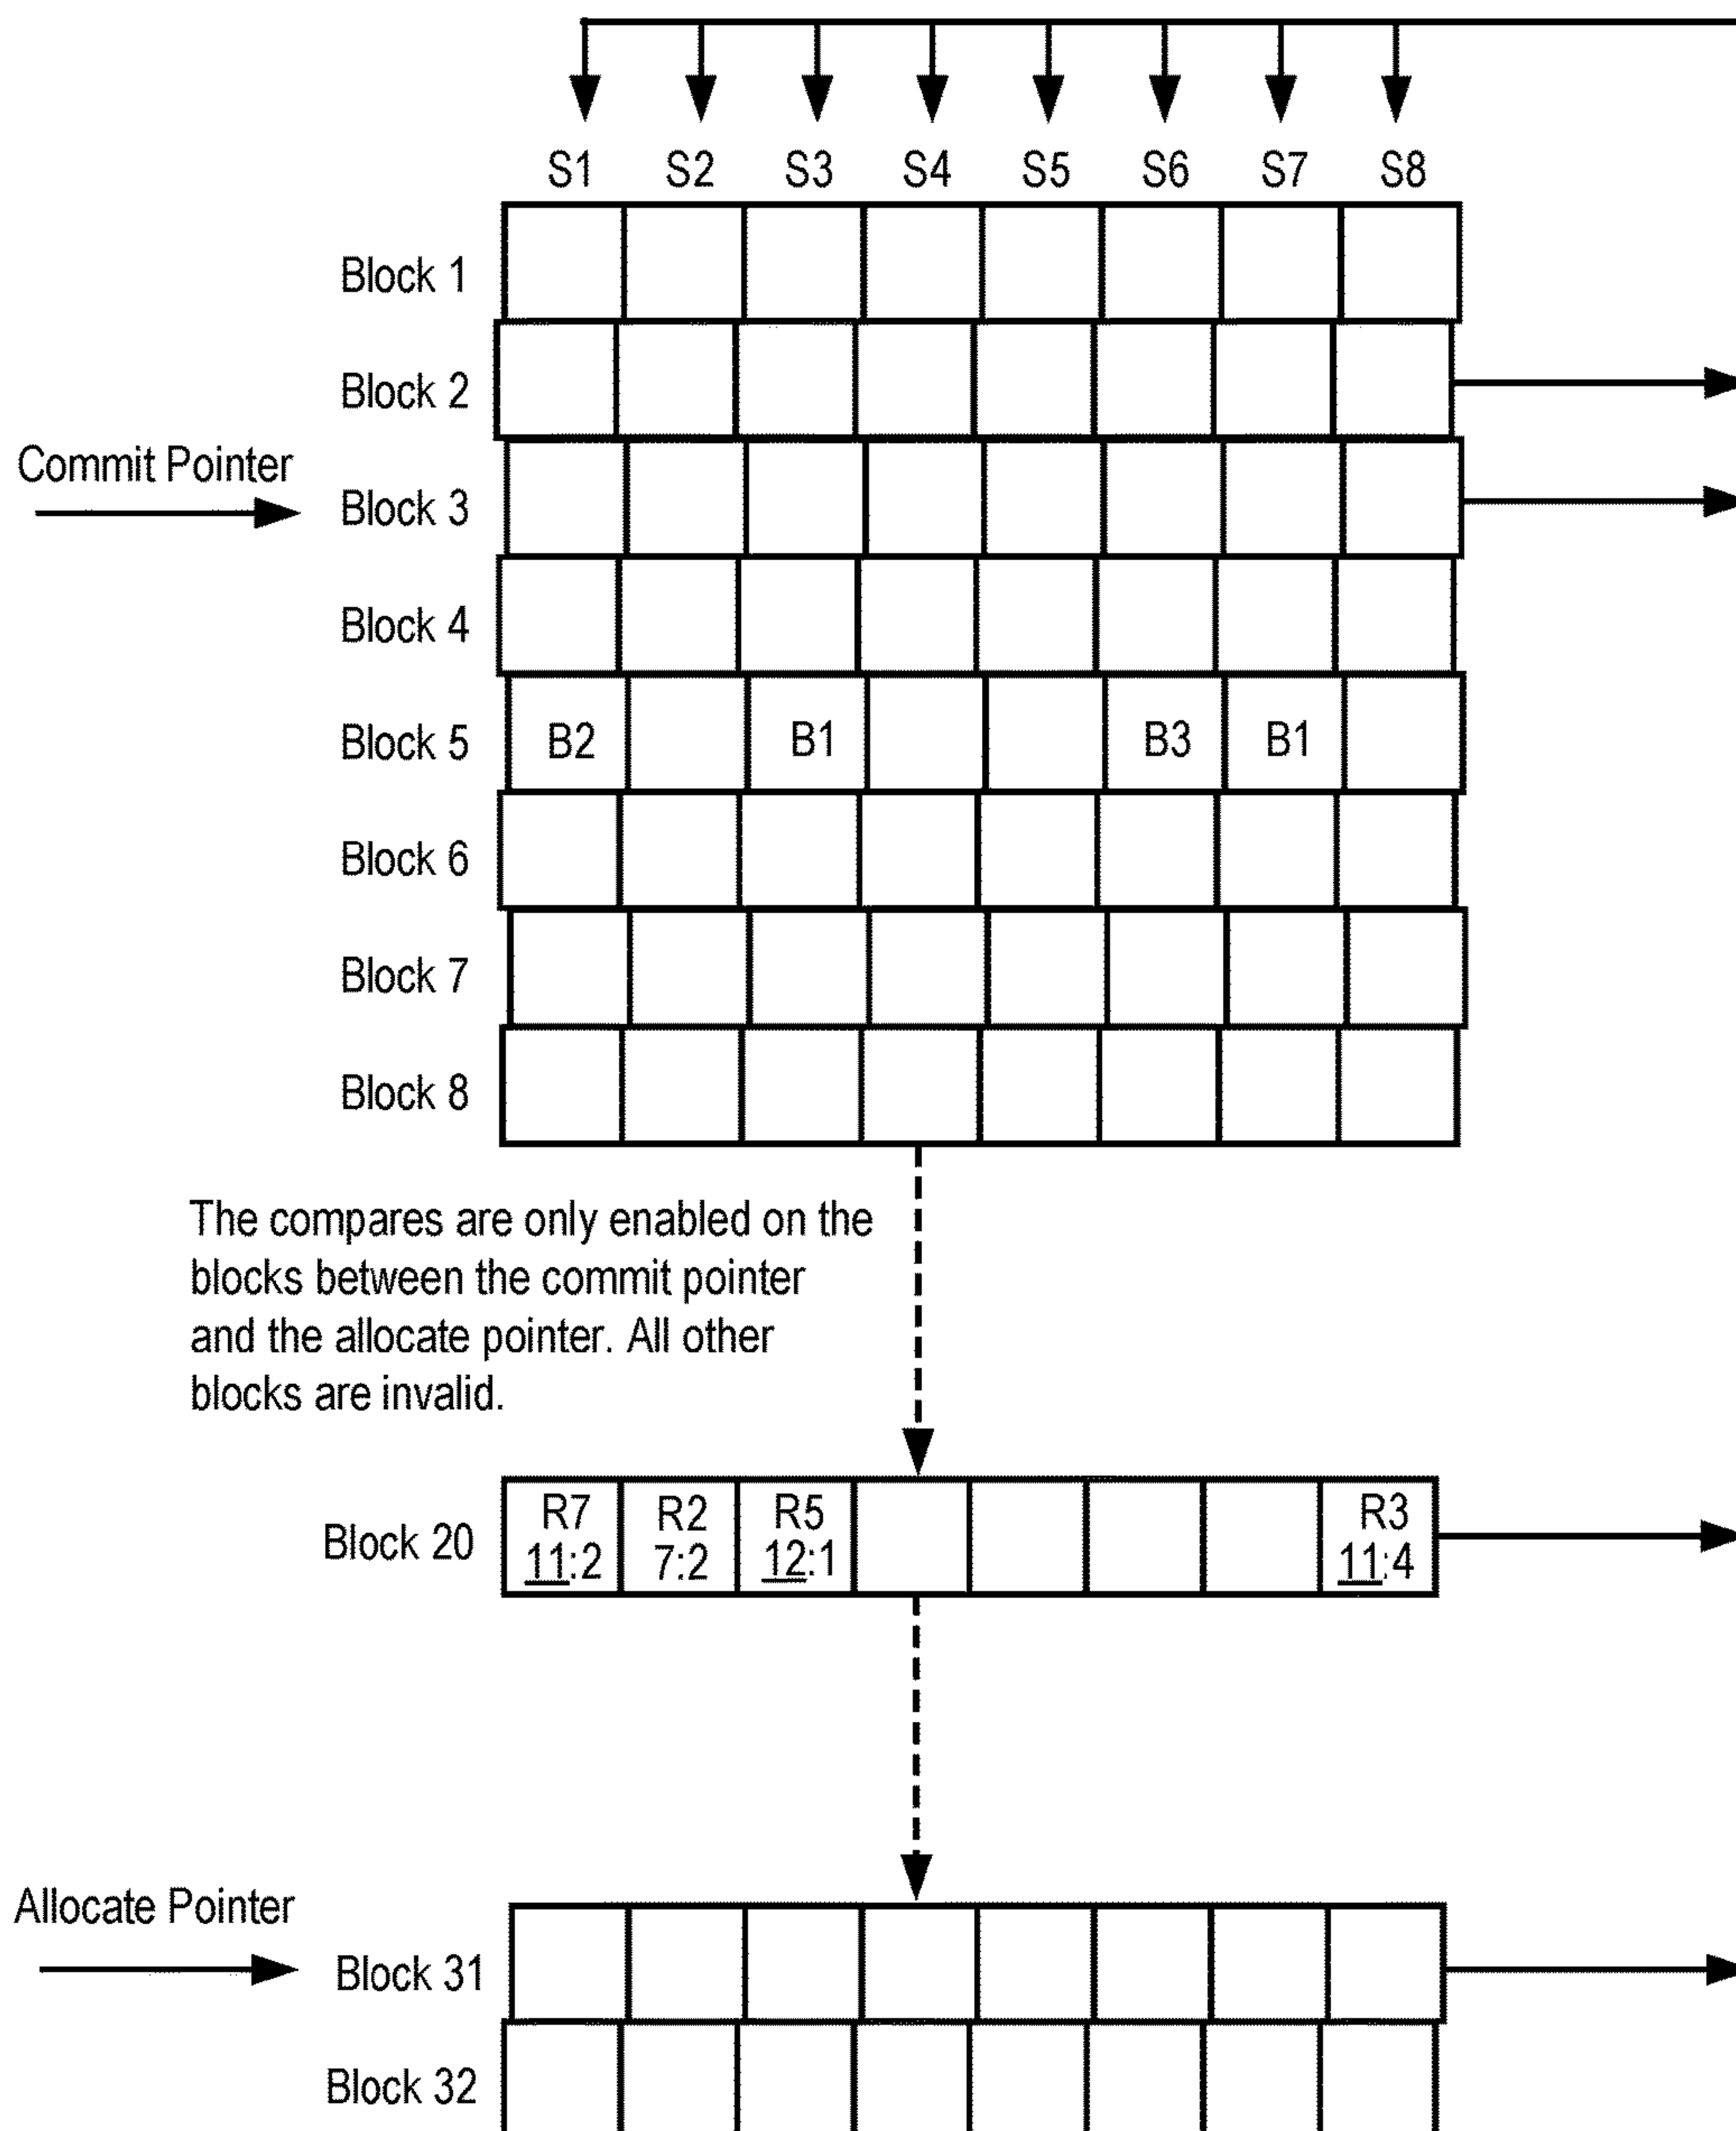 S1 S2 S3 S4 S5 S6 S7 S8
Block 1
Block 2
Commit Pointer
Block 3
Block 4
Block 5 B2 B1 B3 B1
Block 6
Block 7
Block 8
The compares are only enabled on the
blocks between the commit pointer
and the allocate pointer. All other
blocks are invalid.
Block 20
R7 R2 R5 R3
11:2 7:2 12:1 11:4
Allocate Pointer
Block 31
Block 32